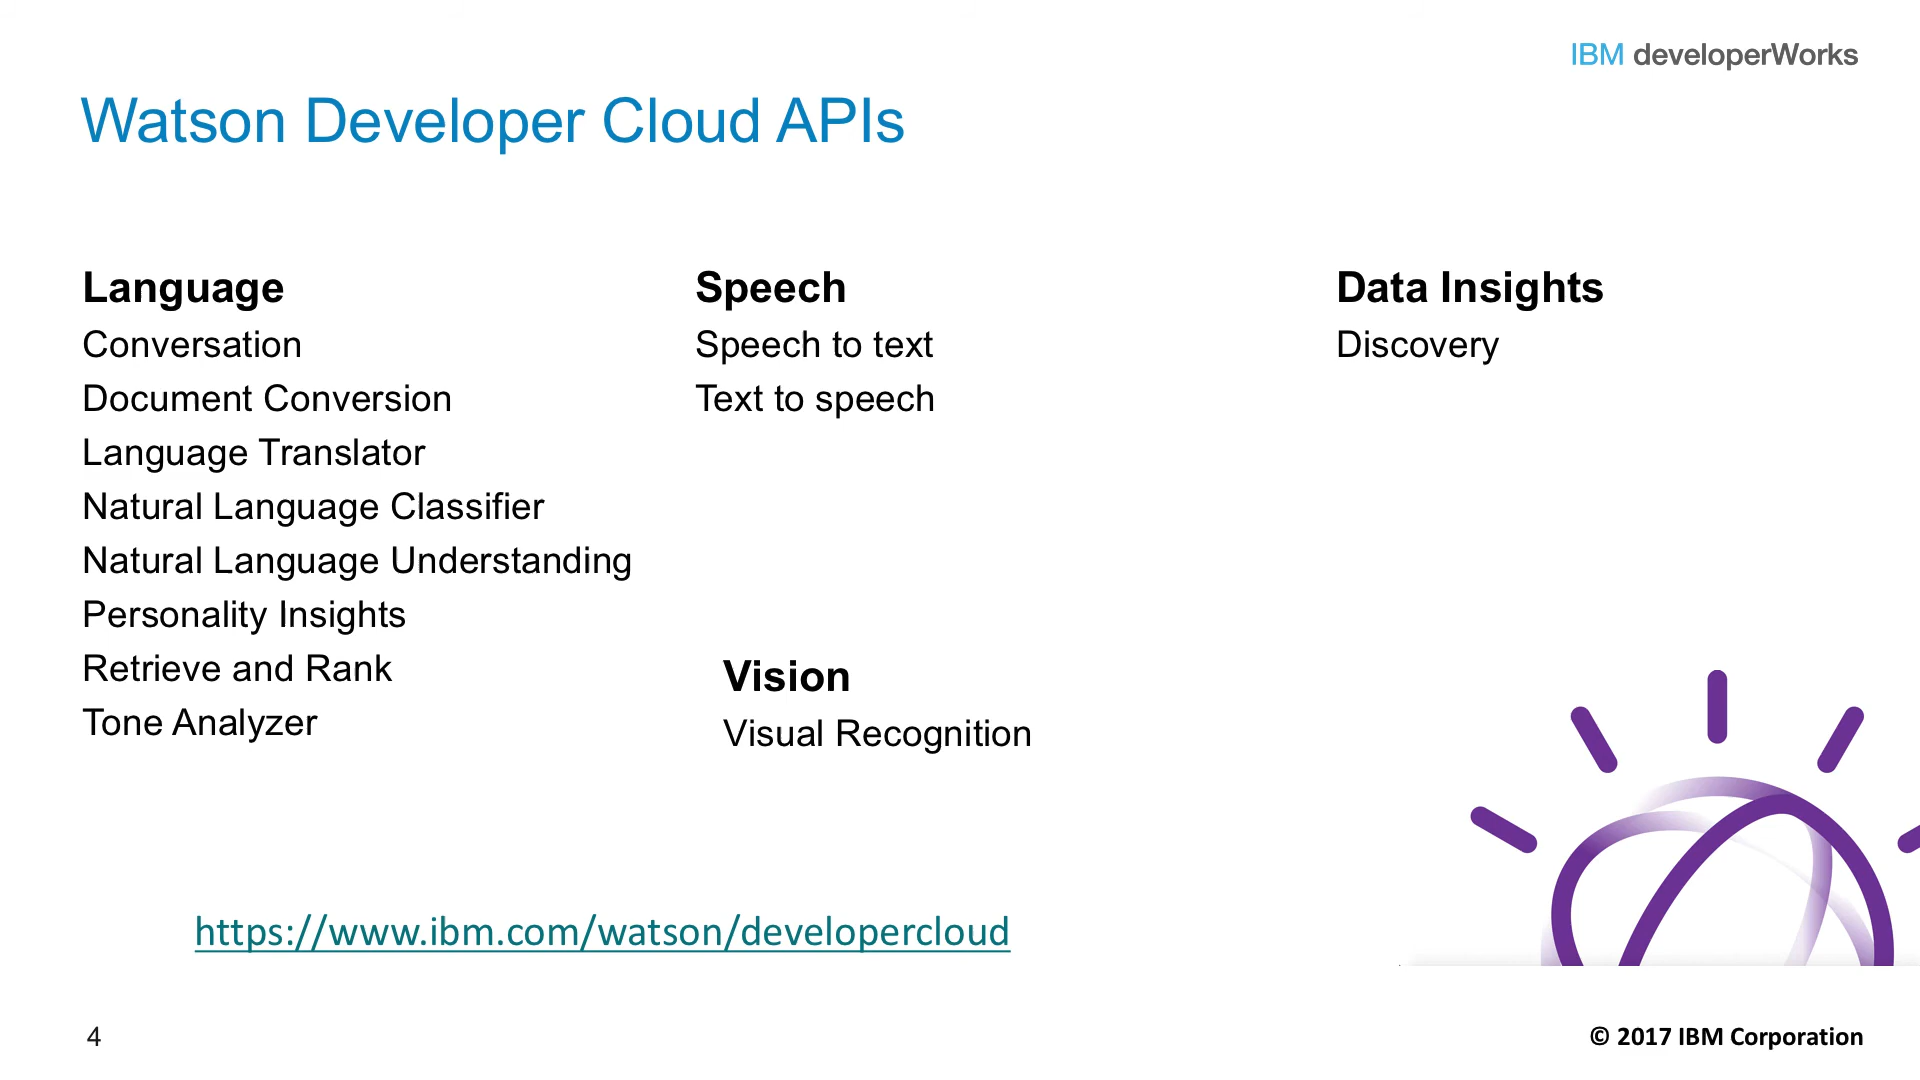 IBM developerWorks
Watson Developer Cloud APIs
Language
Conversation
Document Conversion
Language Translator
Natural Language Classifier
Natural Language Understanding
Personality Insights
Retrieve and Rank
Tone Analyzer
Speech
Speech to text
Text to speech
Vision
Visual Recognition
Data Insights
Discovery
https://www.ibm.com/watson/developercloud
4
© 2017 IBM Corporation